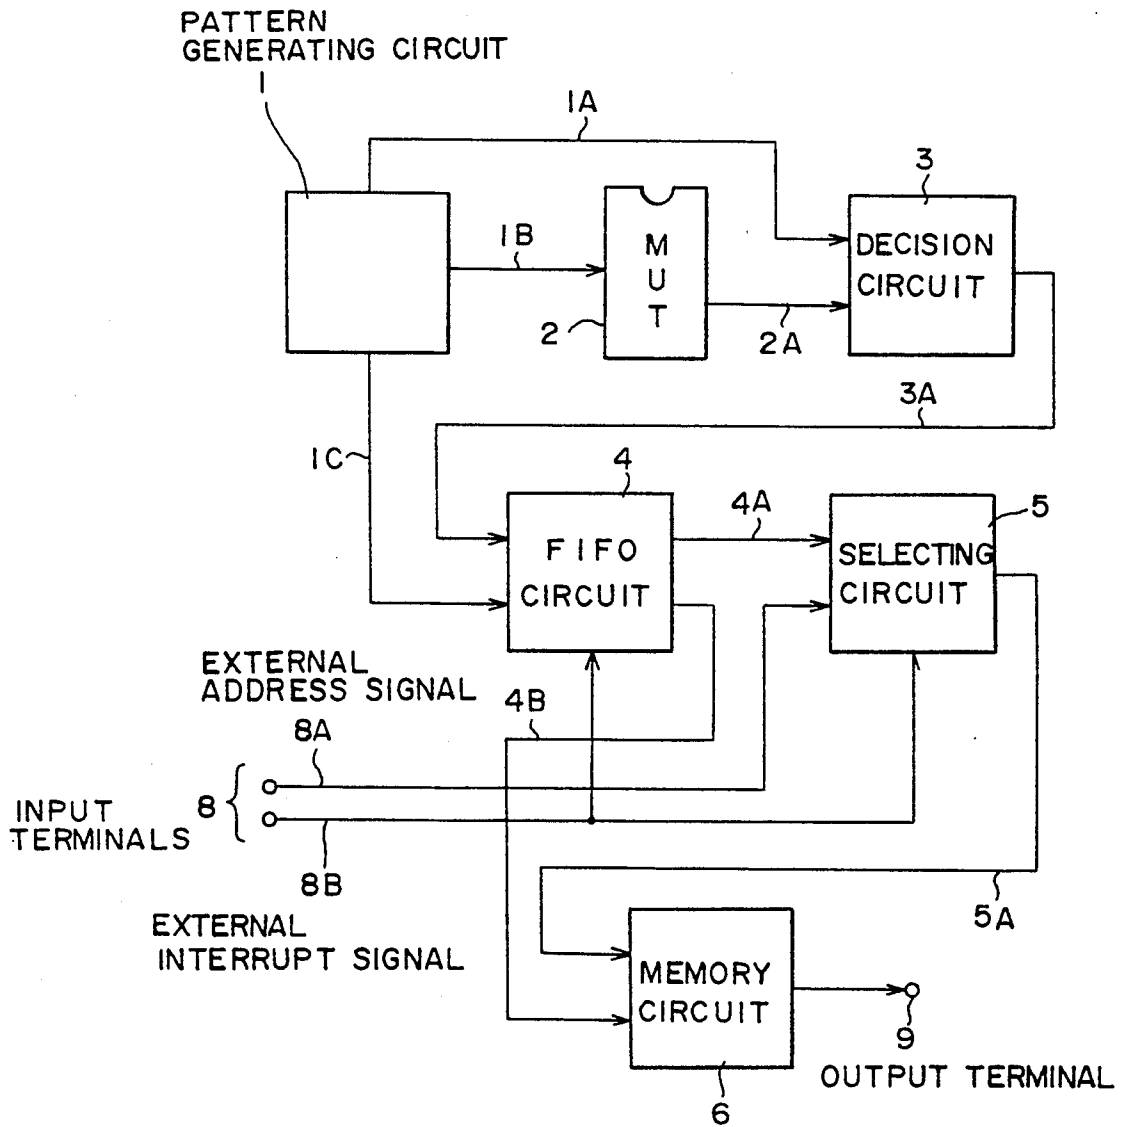 PATTERN
GENERATING CIRCUIT
1
1A
3
1B
M
U
T
DECISION
CIRCUIT
2
2A
3A
1C
4
4A
5
FIFO
CIRCUIT
SELECTING
CIRCUIT
EXTERNAL
ADDRESS SIGNAL
4B
8A
8
INPUT
TERMINALS
8B
5A
EXTERNAL
INTERRUPT SIGNAL
MEMORY
CIRCUIT
9
OUTPUT TERMINAL
6